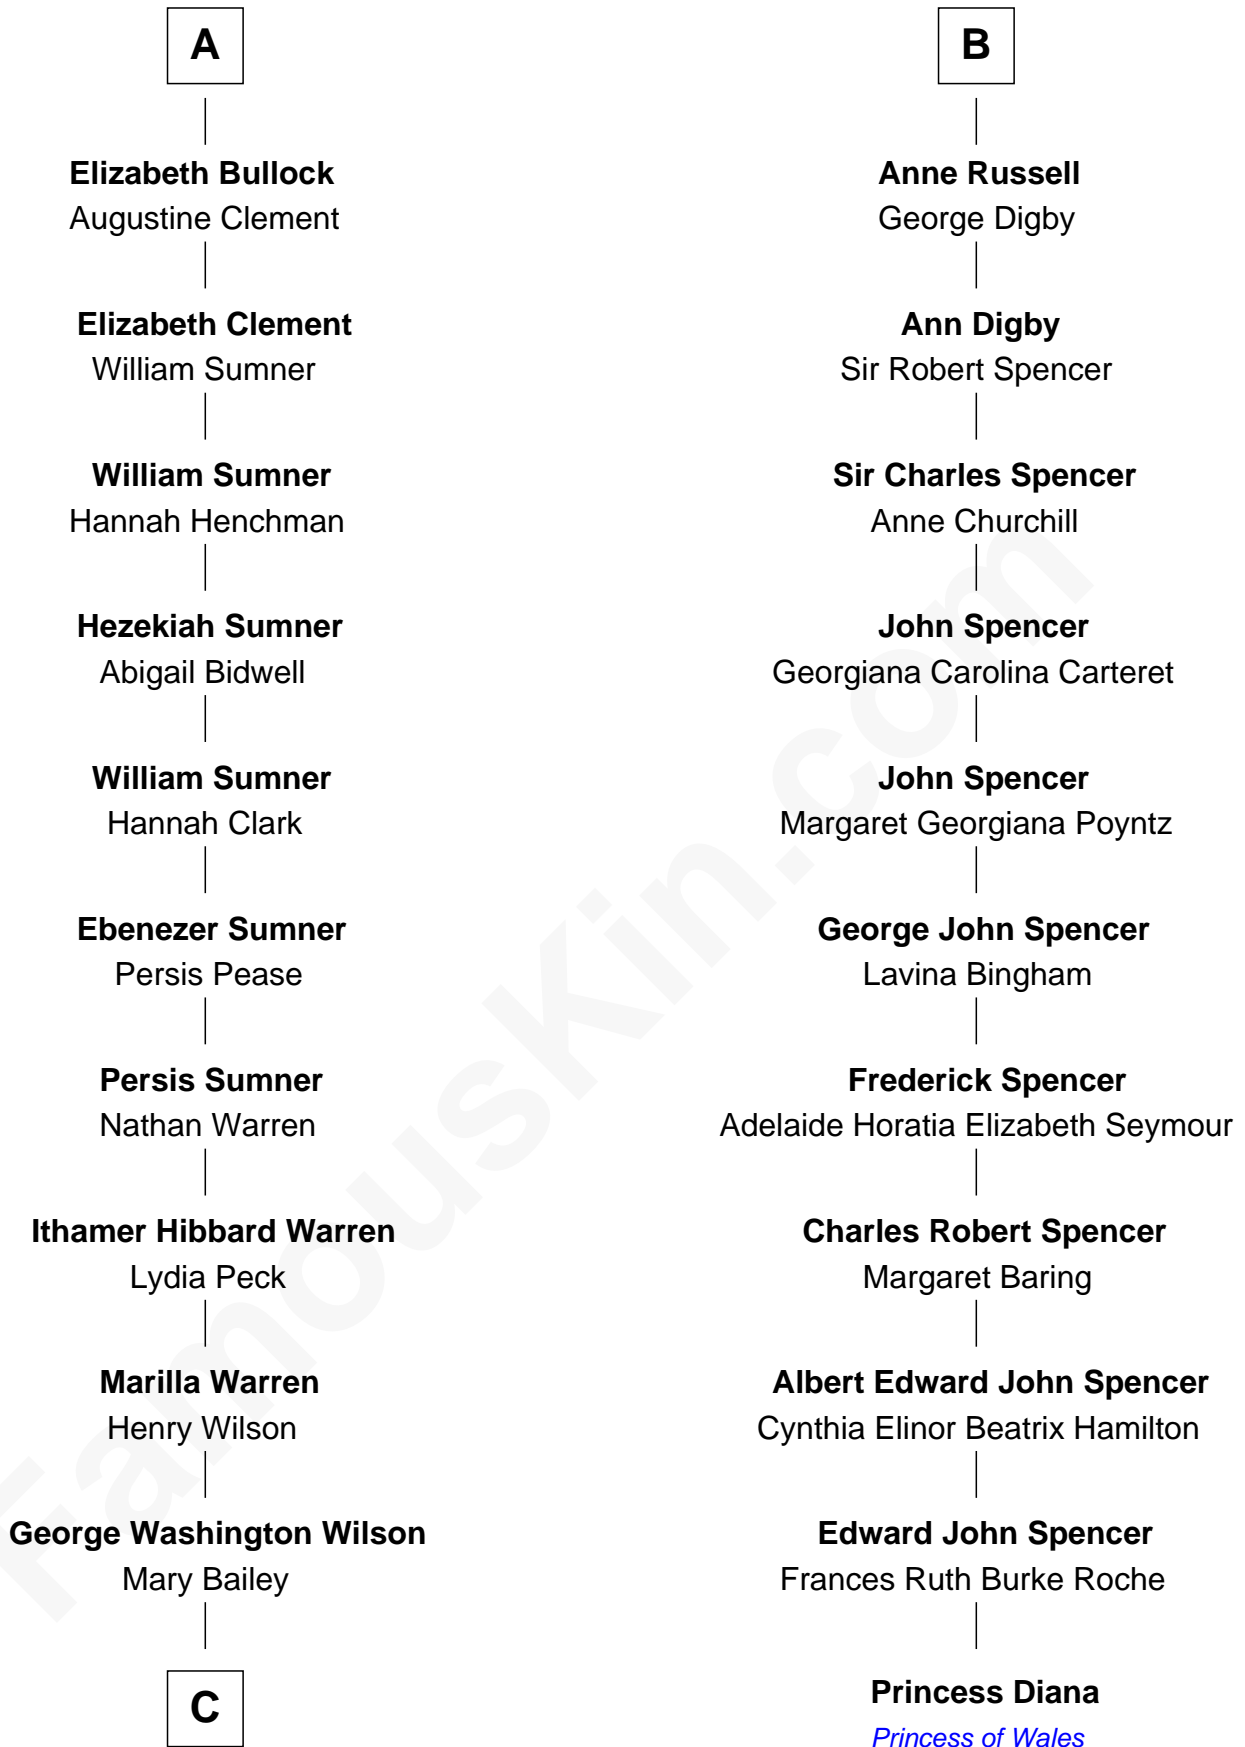 A
Elizabeth Bullock
Augustine Clement
Elizabeth Clement
William Sumner
William Sumner
Hannah Henchman
Hezekiah Sumner
Abigail Bidwell
William Sumner
Hannah Clark
Ebenezer Sumner
Persis Pease
Persis Sumner
Nathan Warren
Ithamer Hibbard Warren
Lydia Peck
Marilla Warren
Henry Wilson
George Washington Wilson
Mary Bailey
C
B
Anne Russell
George Digby
Ann Digby
Sir Robert Spencer
Sir Charles Spencer
Anne Churchill
John Spencer
Georgiana Carolina Carteret
John Spencer
Margaret Georgiana Poyntz
George John Spencer
Lavina Bingham
Frederick Spencer
Adelaide Horatia Elizabeth Seymour
Charles Robert Spencer
Margaret Baring
Albert Edward John Spencer
Cynthia Elinor Beatrix Hamilton
Edward John Spencer
Frances Ruth Burke Roche
Princess Diana
Princess of Wales
FamousKin.com